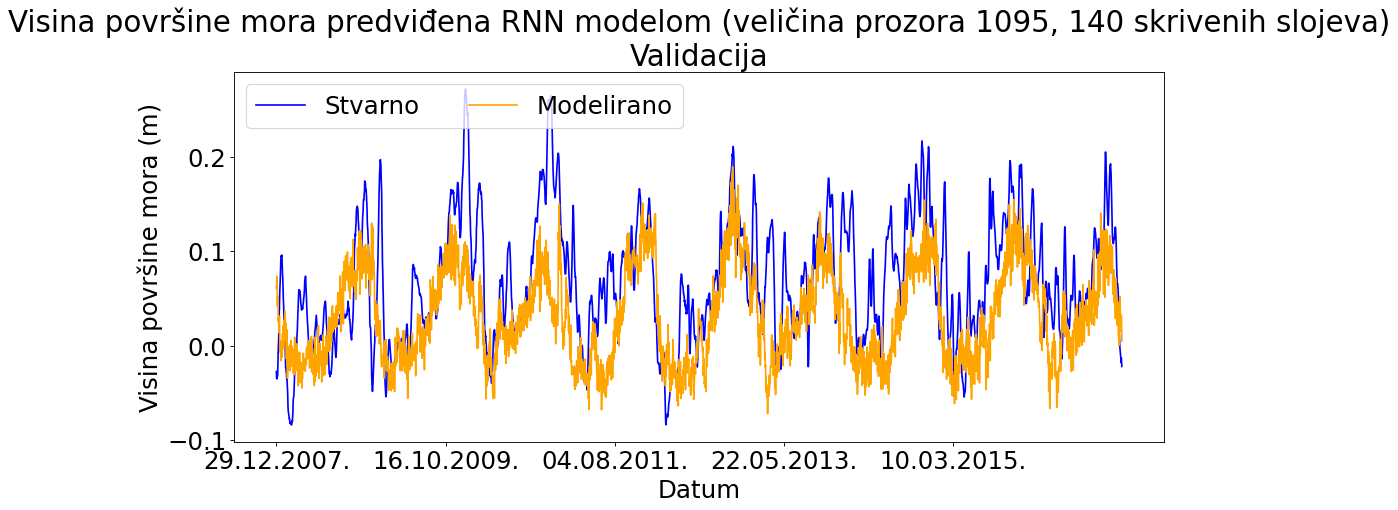 Visina površine mora predviđena RNN modelom (veličina prozora 1095, 140 skrivenih slojeva)
Validacija
Stvarno
Modelirano
Visina površine mora (m)
0.2
0.1
0.0
−0.1
29.12.2007.
16.10.2009.
04.08.2011.
22.05.2013.
10.03.2015.
Datum